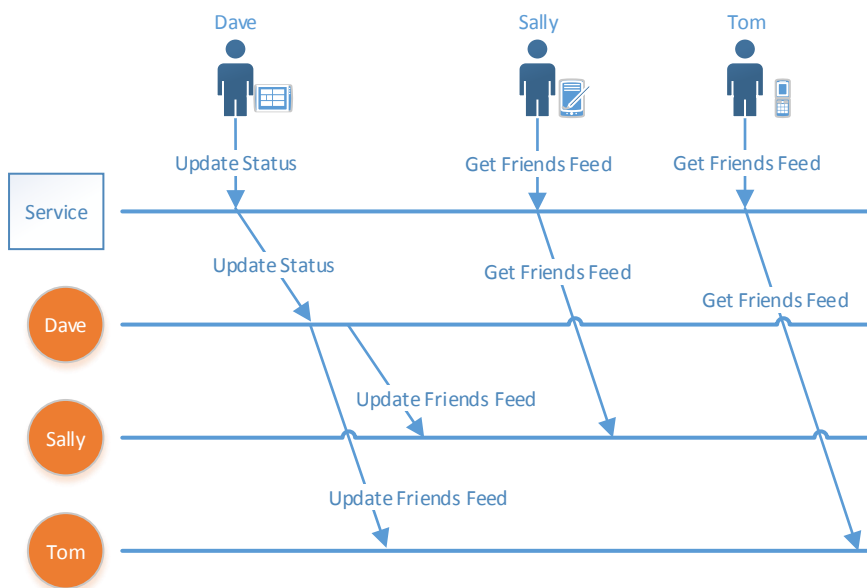 Dave
Sally
Tom
Update Status
Get Friends Feed
Get Friends Feed
Service
Update Status
Get Friends Feed
Get Friends Feed
Dave
Update Friends Feed
Sally
Update Friends Feed
Tom